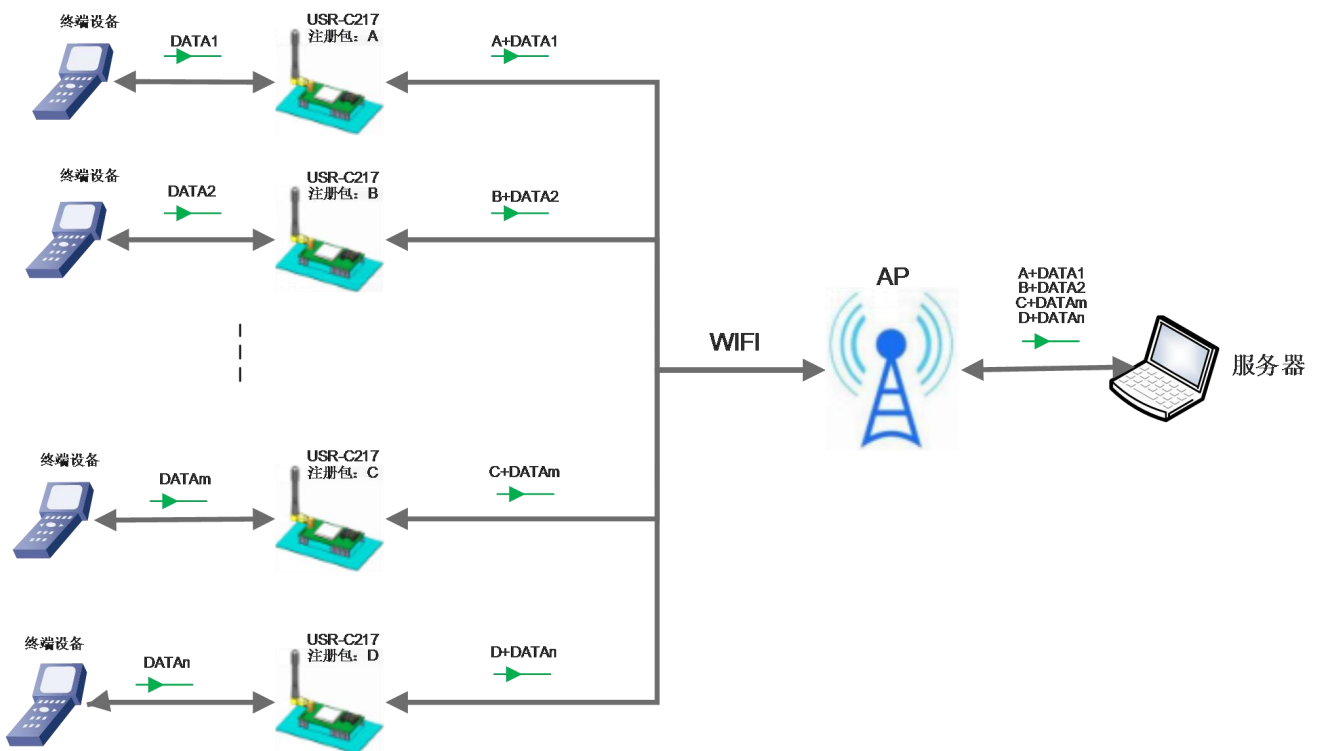 终端设备
DATA1
USR-C217
注册包：A
A+DATA1
终端设备
DATA2
USR-C217
注册包：B
B+DATA2
WIFI
AP
A+DATA1
B+DATA2
C+DATAm
D+DATAn
服务器
终端设备
DATAm
USR-C217
注册包：C
C+DATAm
终端设备
DATAn
USR-C217
注册包：D
D+DATAn